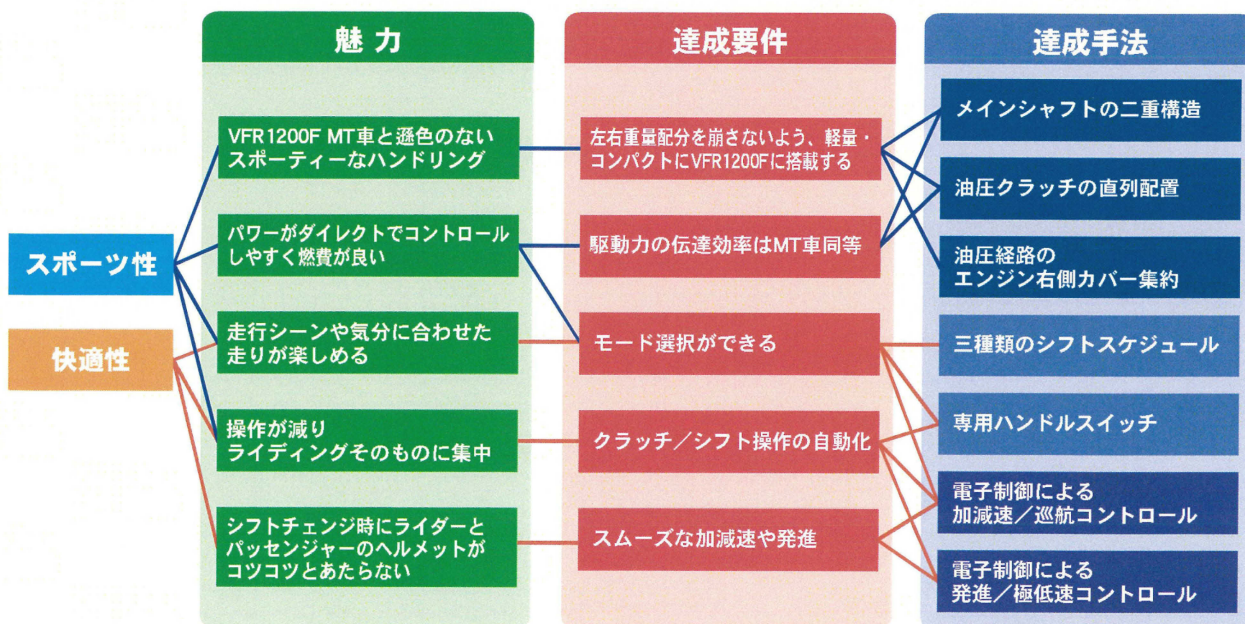 魅力
達成要件
達成手法
スポーツ性
快適性
VFR1200F MT車と遜色のない
スポーティーなハンドリング
パワーがダイレクトでコントロール
しやすく燃費が良い
走行シーンや気分に合わせた
走りが楽しめる
操作が減り
ライディングそのものに集中
シフトチェンジ時にライダーと
パッセンジャーのヘルメットが
コツコツとあたらない
左右重量配分を崩さないよう、軽量・
コンパクトにVFR1200Fに搭載する
駆動力の伝達効率はMT車同等
モード選択ができる
クラッチ／シフト操作の自動化
スムーズな加減速や発進
メインシャフトの二重構造
油圧クラッチの直列配置
油圧経路の
エンジン右側カバー集約
三種類のシフトスケジュール
専用ハンドルスイッチ
電子制御による
加減速／巡航コントロール
電子制御による
発進／極低速コントロール